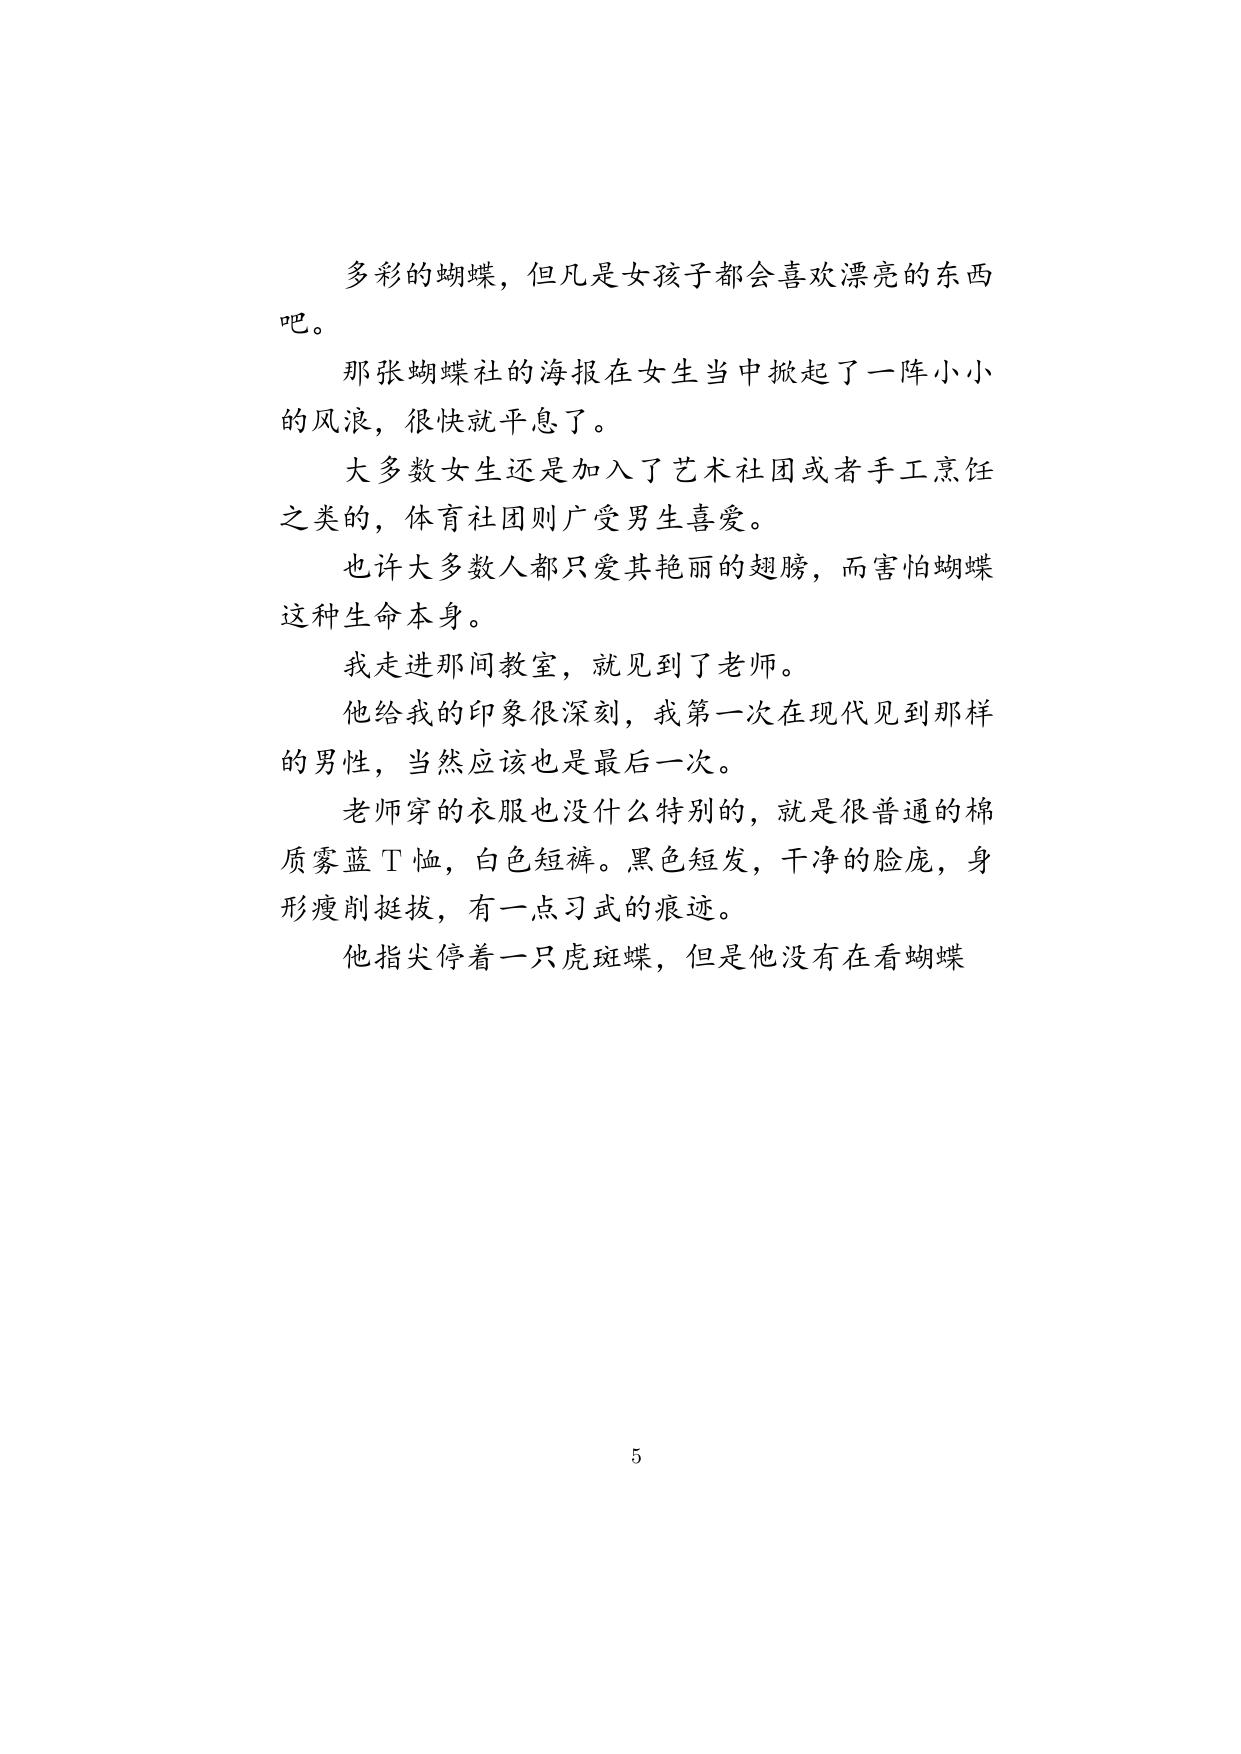 多彩的蝴蝶，但凡是女孩子都会喜欢漂亮的东西
吧。
那张蝴蝶社的海报在女生当中掀起了一阵小小
的风浪，很快就平息了。
大多数女生还是加入了艺术社团或者手工烹饪
之类的，体育社团则广受男生喜爱。
也许大多数人都只爱其艳丽的翅膀，而害怕蝴蝶
这种生命本身。
我走进那间教室，就见到了老师。
他给我的印象很深刻，我第一次在现代见到那样
的男性，当然应该也是最后一次。
老师穿的衣服也没什么特别的，就是很普通的棉
质雾蓝 T 恤，白色短裤。黑色短发，干净的脸庞，身
形瘦削挺拔，有一点习武的痕迹。
他指尖停着一只虎斑蝶，但是他没有在看蝴蝶
5